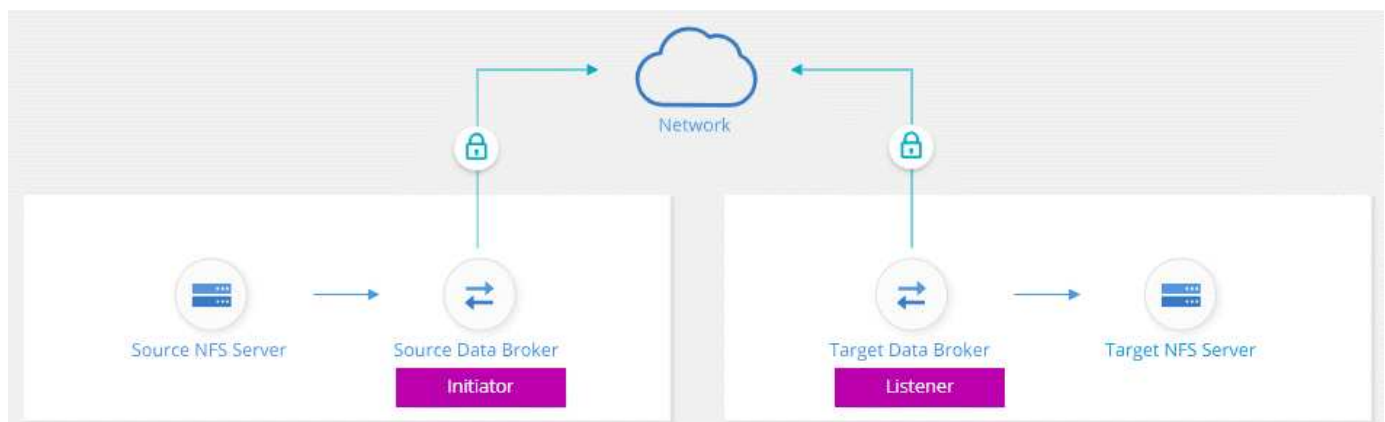 Network
Source NFS Server
Source Data Broker
Target Data Broker
Target NFS Server
Initiator
Listener